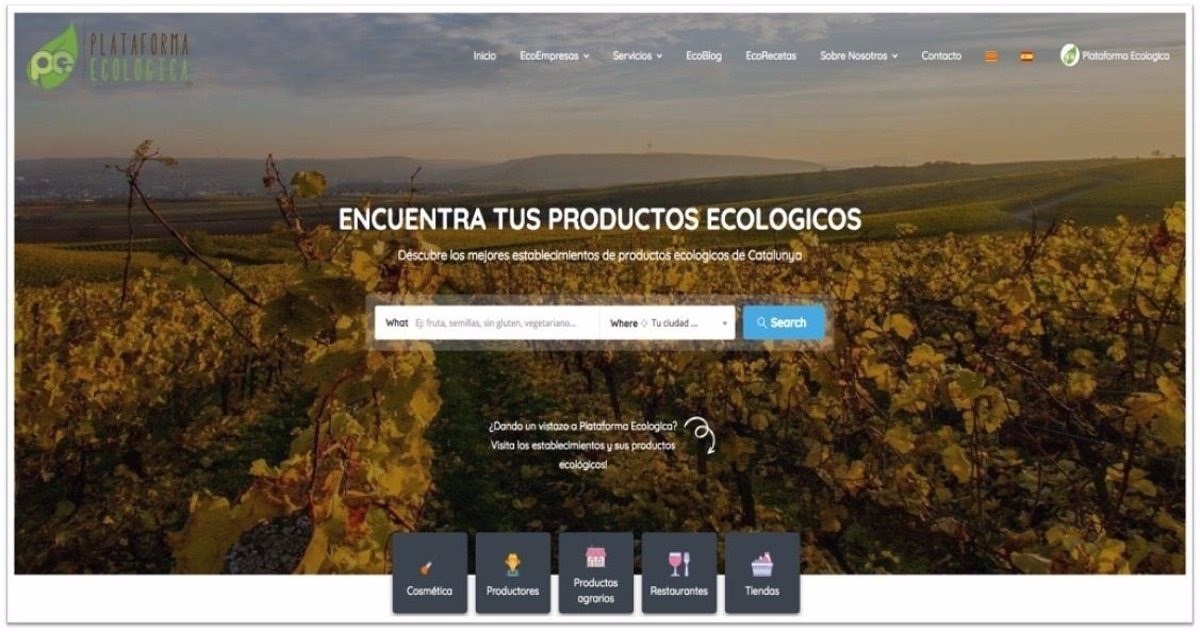 PLATAFORMA
ECOLOGICA
pe
Inicio EcoEmpresas Servicios EcoBlog EcoRecetas Sobre Nosotros Contacto Plataforma Ecologica
ENCUENTRA TUS PRODUCTOS ECOLOGICOS
Descubre los mejores establecimientos de productos ecologicos de Catalunya
What Ej: fruta, semillas, sin gluten, vegetariano... Where Tu ciudad ... Search
¿Dando un vistazo a Plataforma Ecologica?
Visita los establecimientos y sus productos
ecológicos!
Cosmética Productores Productos agrarios Restaurantes Tiendas